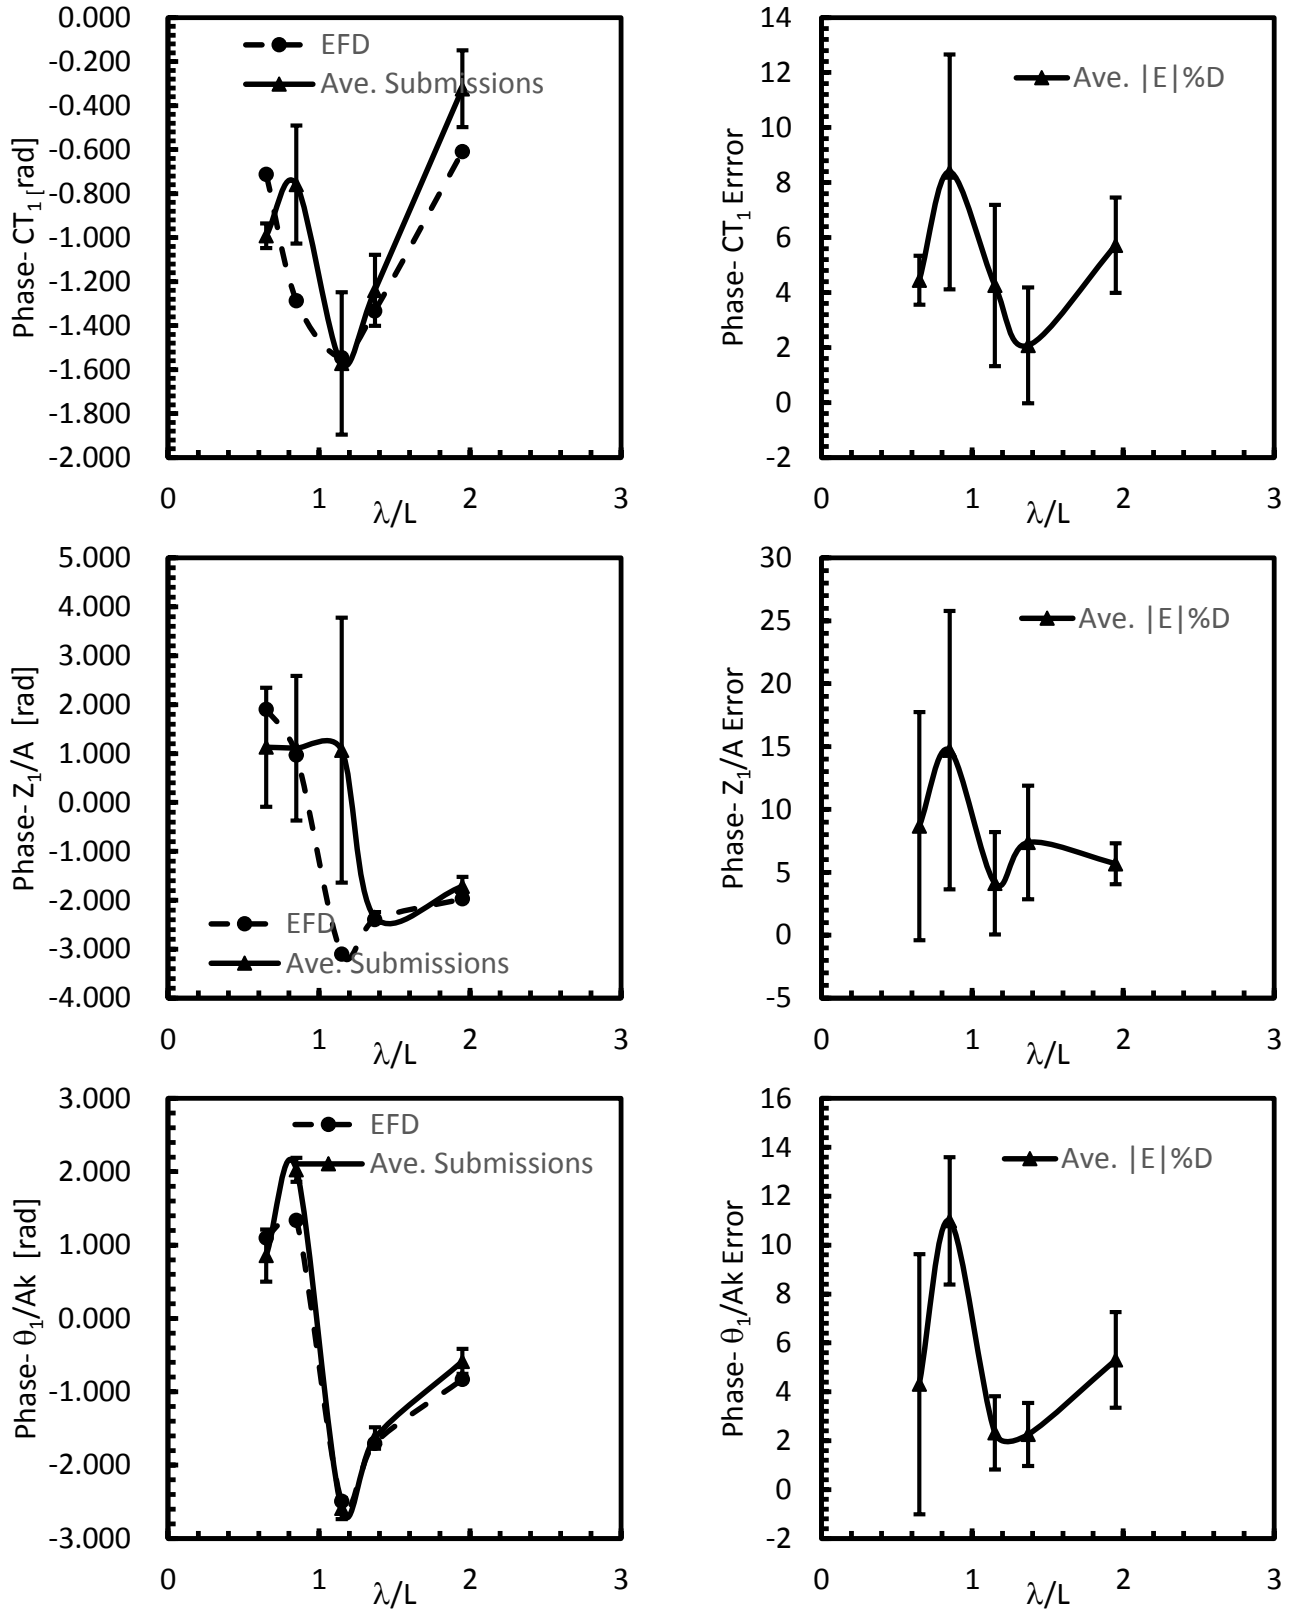 0.000
-0.200
-0.400
-0.600
-0.800
-1.000
-1.200
-1.400
-1.600
-1.800
-2.000
Phase- CT₁ [rad]
EFD
Ave. Submissions
0 1 2 3
λ/L
14
12
10
8
6
4
2
0
-2
Phase- CT₁ Errror
Ave. |E|%D
0 1 2 3
λ/L
5.000
4.000
3.000
2.000
1.000
0.000
-1.000
-2.000
-3.000
-4.000
Phase- Z₁/A [rad]
EFD
Ave. Submissions
0 1 2 3
λ/L
30
25
20
15
10
5
0
-5
Phase- Z₁/A Error
Ave. |E|%D
0 1 2 3
λ/L
3.000
2.000
1.000
0.000
-1.000
-2.000
-3.000
Phase- θ₁/Ak [rad]
EFD
Ave. Submissions
0 1 2 3
λ/L
16
14
12
10
8
6
4
2
0
-2
Phase- θ₁/Ak Error
Ave. |E|%D
0 1 2 3
λ/L